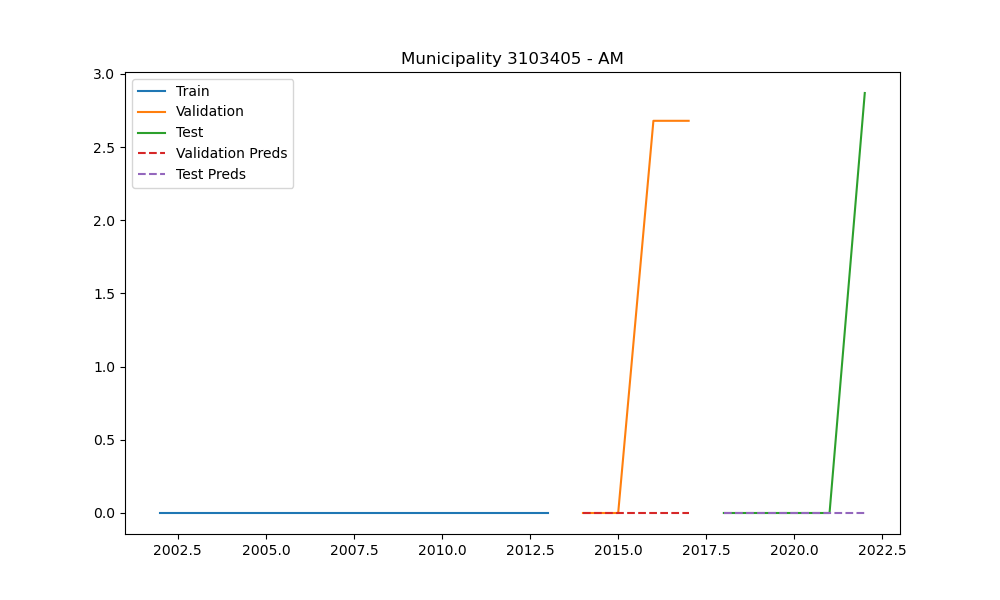 Municipality 3103405 - AM
3.0
2.5
2.0
1.5
1.0
0.5
0.0
Train
Validation
Test
Validation Preds
Test Preds
2002.5 2005.0 2007.5 2010.0 2012.5 2015.0 2017.5 2020.0 2022.5